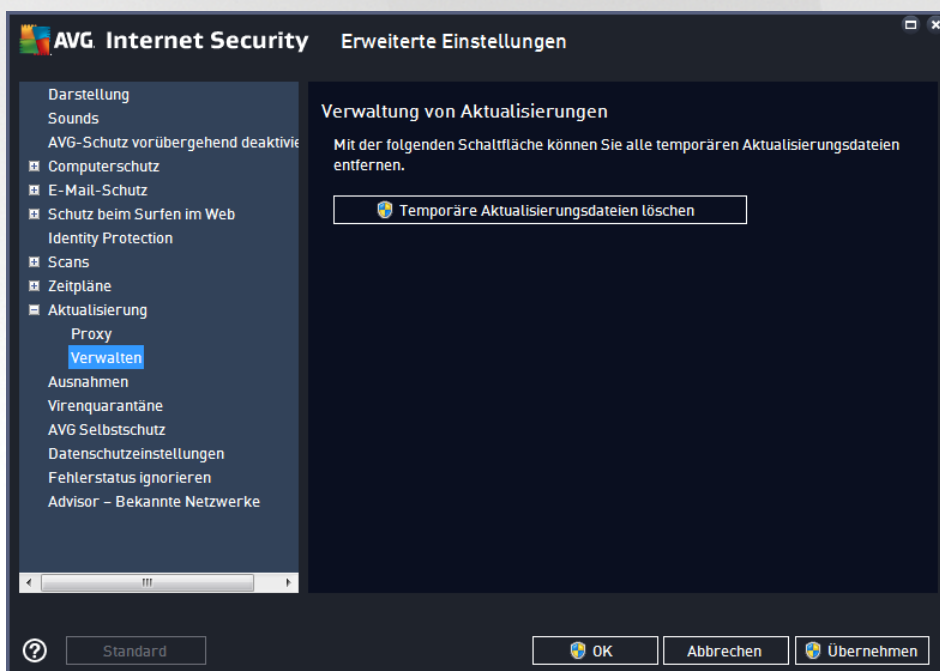 AVG. Internet Security Erweiterte Einstellungen
Darstellung
Sounds
AVG-Schutz vorübergehend deaktivie
Computerschutz
E-Mail-Schutz
Schutz beim Surfen im Web
Identity Protection
Scans
Zeitpläne
Aktualisierung
Proxy
Verwalten
Ausnahmen
Virenquarantäne
AVG Selbstschutz
Datenschutzeinstellungen
Fehlerstatus ignorieren
Advisor – Bekannte Netzwerke
Verwaltung von Aktualisierungen
Mit der folgenden Schaltfläche können Sie alle temporären Aktualisierungsdateien
entfernen.
Temporäre Aktualisierungsdateien löschen
Standard
OK
Abbrechen
Übernehmen